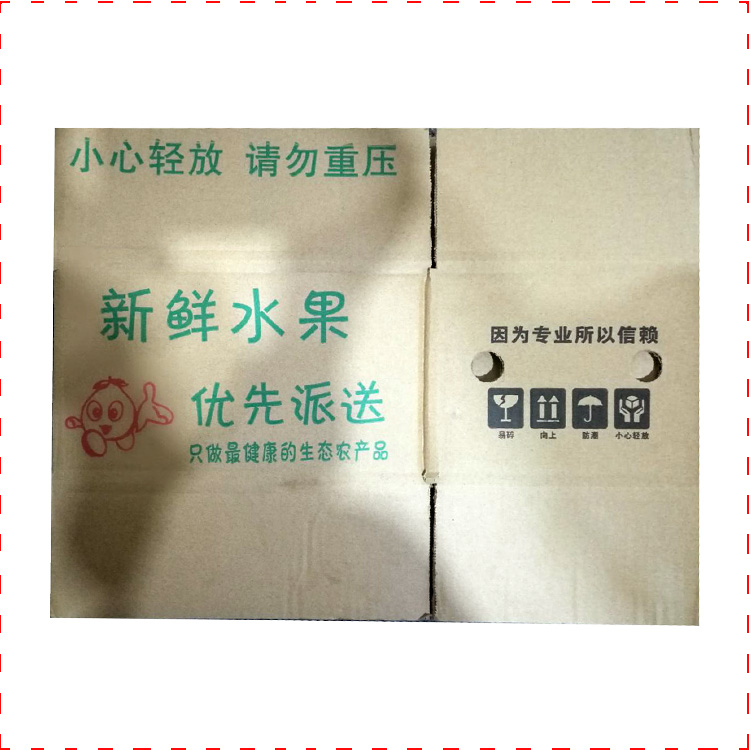 小心轻放 请勿重压
新鲜水果
优先派送
只做最健康的生态农产品
因为专业所以信赖
易碎 向上 防潮 小心轻放